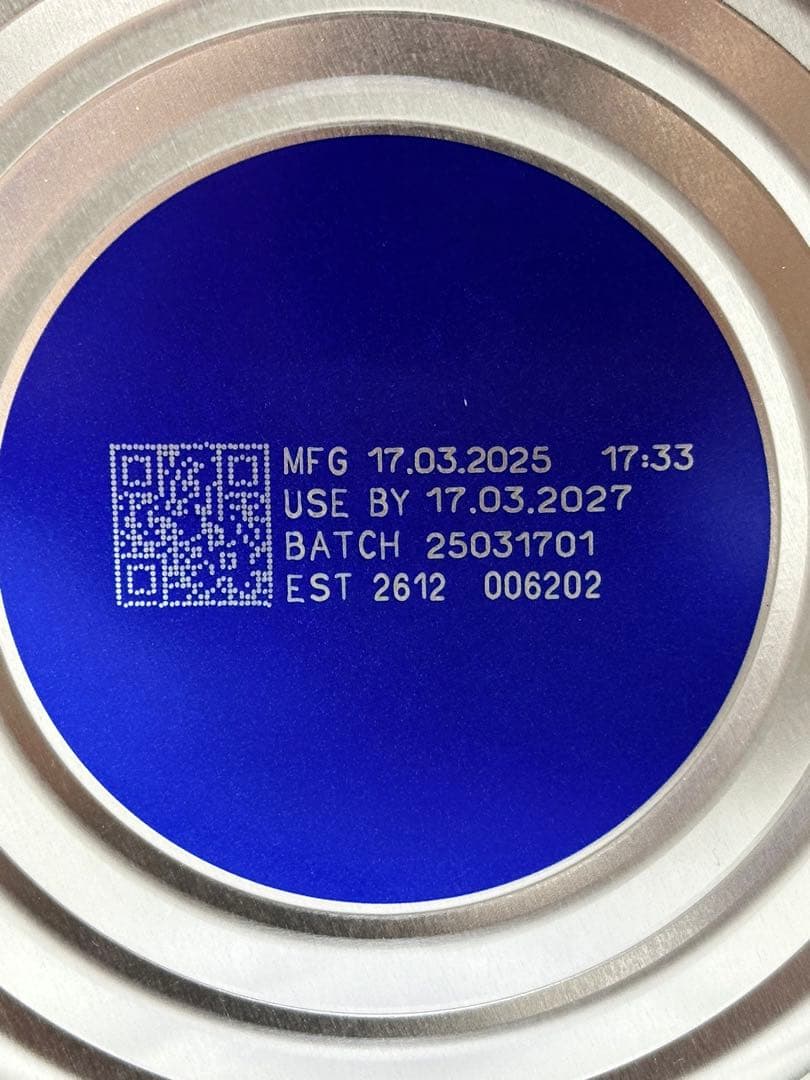 MFG 17.03.2025 17:33
USE BY 17.03.2027
BATCH 25031701
EST 2612 006202